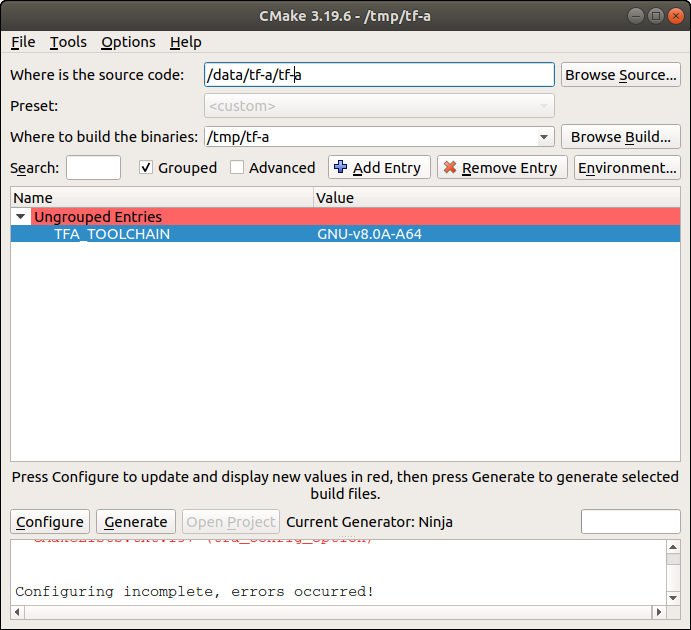 CMake 3.19.6 - /tmp/tf-a
File Tools Options Help
Where is the source code: /data/tf-a/tf-a Browse Source...
Preset: <custom>
Where to build the binaries: /tmp/tf-a Browse Build...
Search: Grouped Advanced Add Entry Remove Entry Environment...
Name Value
Ungrouped Entries
TFA_TOOLCHAIN GNU-v8.0A-A64
Press Configure to update and display new values in red, then press Generate to generate selected
build files.
Configure Generate Open Project Current Generator: Ninja
Configuring incomplete, errors occurred!